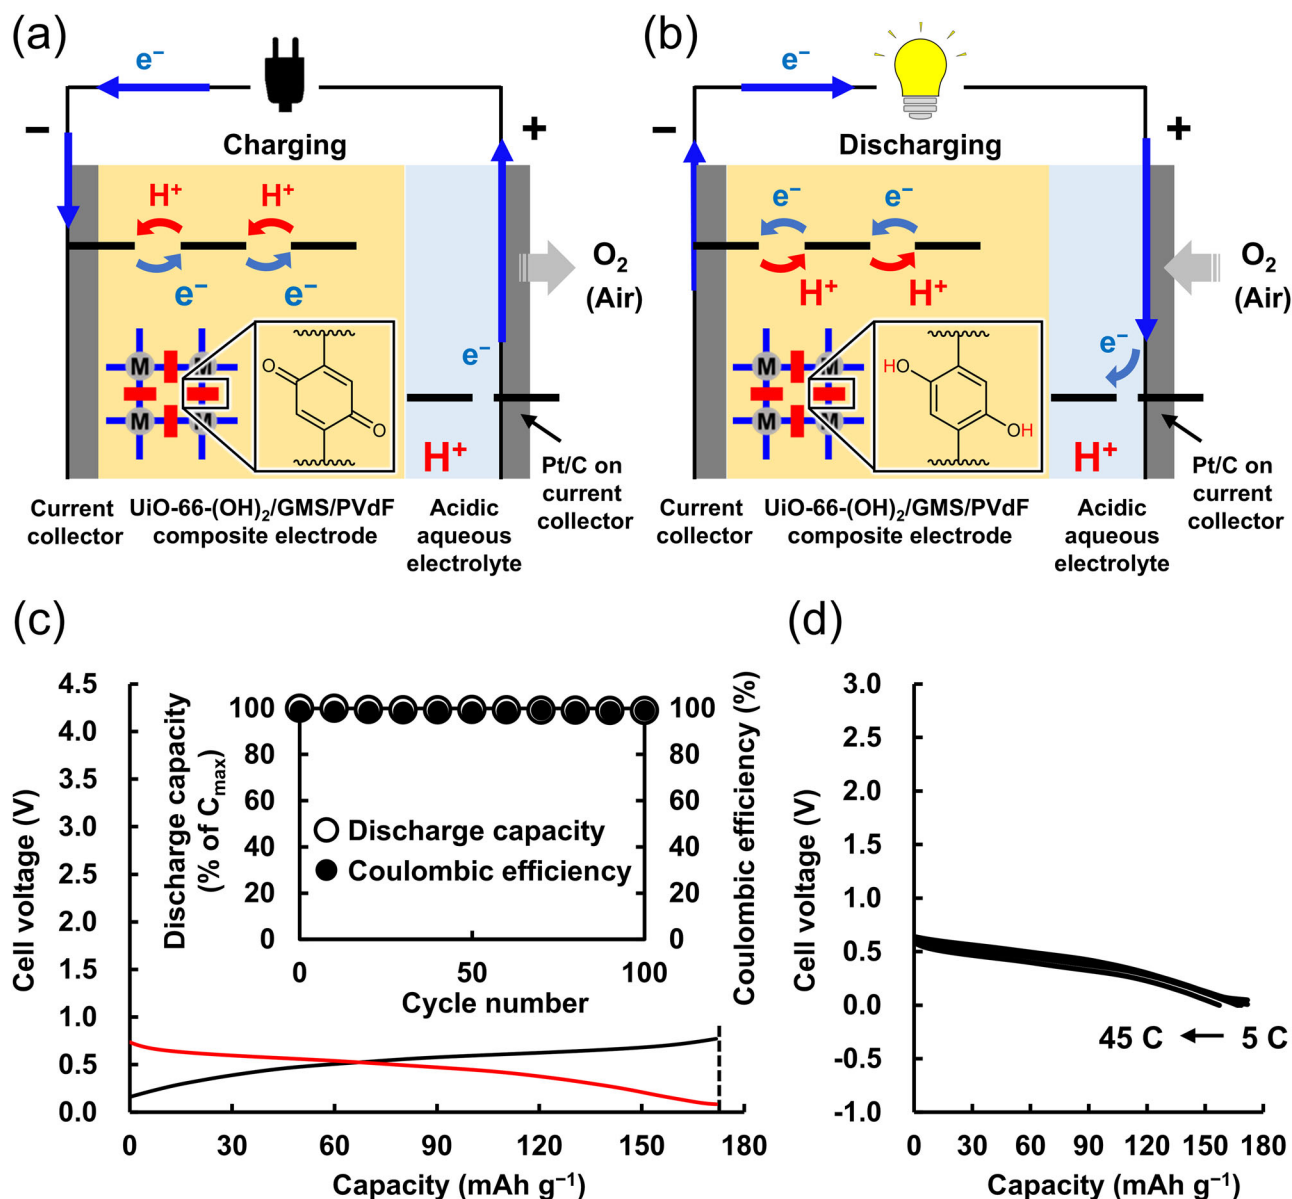 (a)
e⁻
−
+
Charging
H⁺ H⁺
e⁻ e⁻
O₂
(Air)
M M
M M
O
O
e⁻
H⁺
Pt/C on
current
collector
Current
collector
UiO-66-(OH)₂/GMS/PVdF
composite electrode
Acidic
aqueous
electrolyte
(b)
e⁻
−
+
Discharging
e⁻ e⁻
H⁺ H⁺
O₂
(Air)
M M
M M
HO
OH
e⁻
H⁺
Pt/C on
current
collector
Current
collector
UiO-66-(OH)₂/GMS/PVdF
composite electrode
Acidic
aqueous
electrolyte
(c)
Cell voltage (V)
4.5
4.0
3.5
3.0
2.5
2.0
1.5
1.0
0.5
0.0
0 30 60 90 120 150 180
Capacity (mAh g⁻¹)
Discharge capacity
(% of Cₘₐₓ)
100
80
60
40
20
0
Discharge capacity
Coulombic efficiency
100
80
60
40
20
0
Coulombic efficiency (%)
0 50 100
Cycle number
(d)
Cell voltage (V)
3.0
2.5
2.0
1.5
1.0
0.5
0.0
-0.5
-1.0
45 C ← 5 C
0 30 60 90 120 150 180
Capacity (mAh g⁻¹)